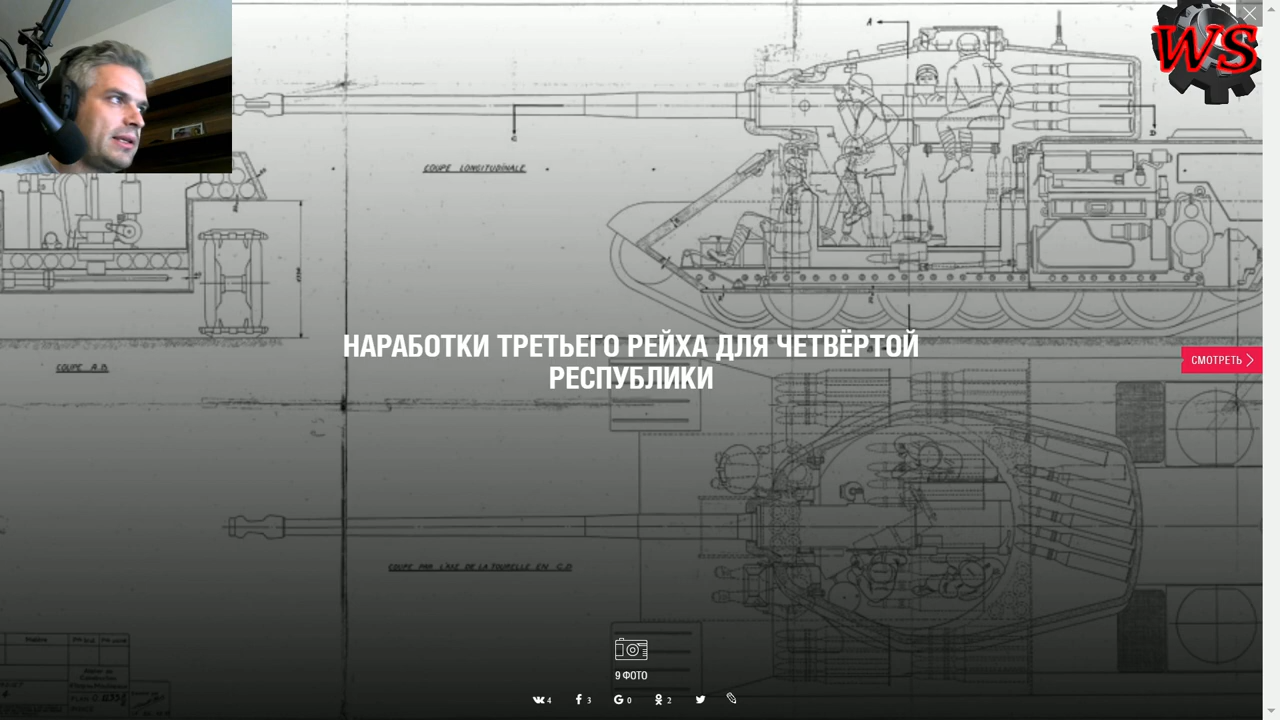 WS
A
C
D
COUPE LONGITUDINALE
НАРАБОТКИ ТРЕТЬЕГО РЕЙХА ДЛЯ ЧЕТВЁРТОЙ
РЕСПУБЛИКИ
СМОТРЕТЬ
COUPE A.B.
COUPE PAR L'AXE DE LA TOURELLE EN C.D
9 ФОТО
4
3
0
2